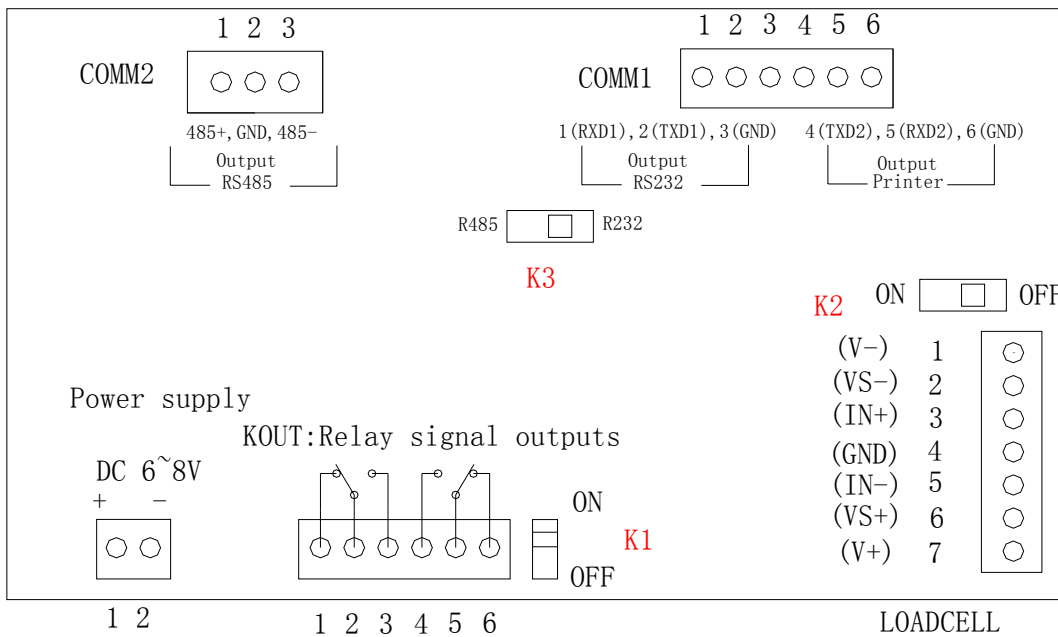 1 2 3
COMM2
485+, GND, 485-
Output
RS485
1 2 3 4 5 6
COMM1
1(RXD1), 2(TXD1), 3(GND)
Output
RS232
4(TXD2), 5(RXD2), 6(GND)
Output
Printer
R485
R232
K3
K2
ON
OFF
(V-) 1
(VS-) 2
(IN+) 3
(GND) 4
(IN-) 5
(VS+) 6
(V+) 7
LOADCELL
Power supply
DC 6~8V
+ -
1 2
KOUT:Relay signal outputs
1 2 3 4 5 6
ON
K1
OFF